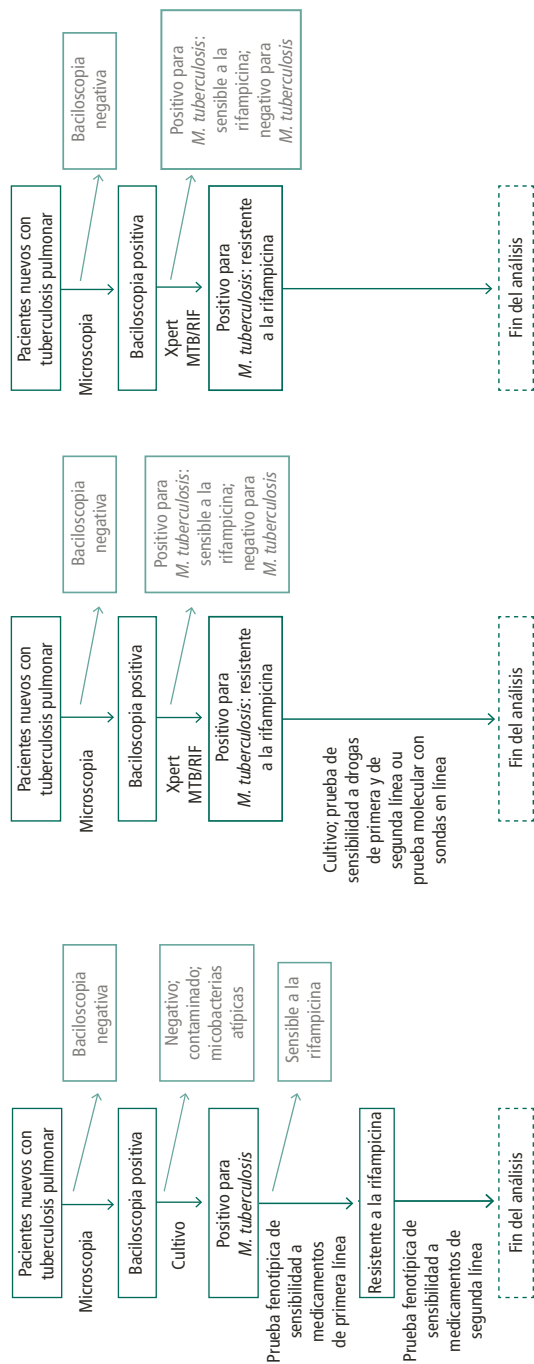 Pacientes nuevos con
tuberculosis pulmonar
Microscopia
Baciloscopia
negativa
Baciloscopia positiva
Cultivo
Negativo;
contaminado;
micobacterias
atípicas
Positivo para
M. tuberculosis
Prueba fenotípica de
sensibilidad a
medicamentos
de primera línea
Sensible a la
rifampicina
Resistente a la rifampicina
Prueba fenotípica de
sensibilidad a
medicamentos de
segunda línea
Fin del análisis
Pacientes nuevos con
tuberculosis pulmonar
Microscopia
Baciloscopia
negativa
Baciloscopia positiva
Xpert
MTB/RIF
Positivo para
M. tuberculosis:
sensible a la
rifampicina;
negativo para
M. tuberculosis
Positivo para
M. tuberculosis: resistente
a la rifampicina
Cultivo; prueba de
sensibilidad a drogas
de primera y de
segunda línea ou
prueba molecular con
sondas en línea
Fin del análisis
Pacientes nuevos con
tuberculosis pulmonar
Microscopia
Baciloscopia
negativa
Baciloscopia positiva
Xpert
MTB/RIF
Positivo para
M. tuberculosis:
sensible a la
rifampicina;
negativo para
M. tuberculosis
Positivo para
M. tuberculosis: resistente
a la rifampicina
Fin del análisis